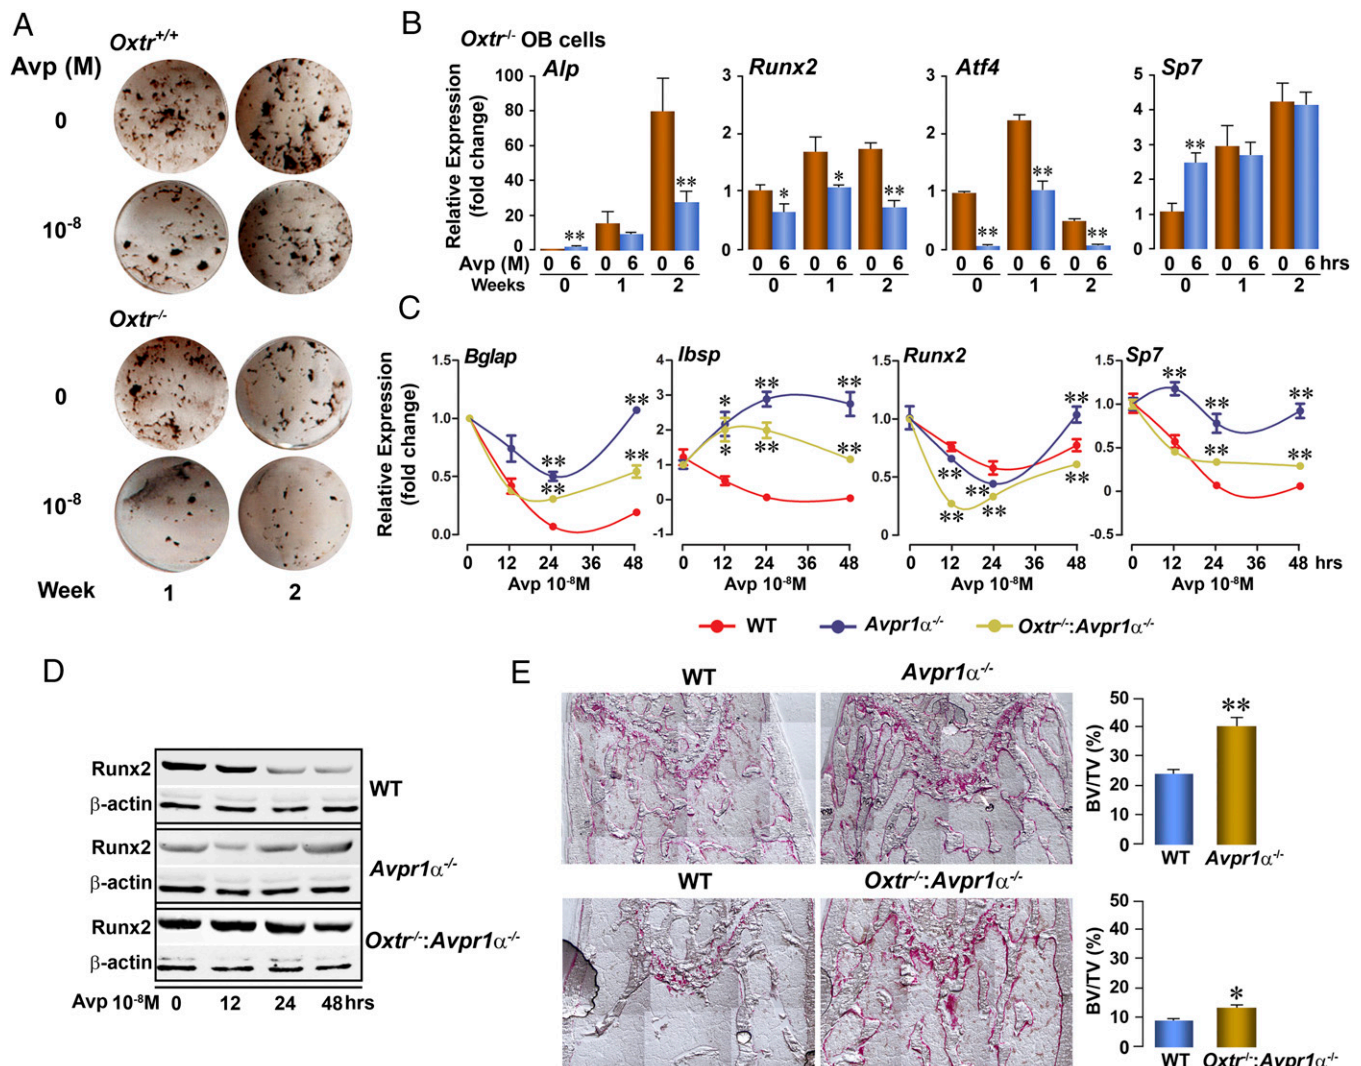 A
Oxtr+/+
Avp (M)
0
10-8
Oxtr-/-
0
10-8
Week 1 2
B
Oxtr-/- OB cells
Relative Expression
(fold change)
Alp Runx2 Atf4 Sp7
100
80
60
40
20
0
** **
3
2
1
0
* * **
3
2
1
0
** ** **
5
4
3
2
1
0
**
Avp (M) 0 6 0 6 0 6 0 6 0 6 0 6 0 6 0 6 0 6 0 6 0 6 0 6 hrs
Weeks 0 1 2 0 1 2 0 1 2 0 1 2
C
Relative Expression
(fold change)
Bglap Ibsp Runx2 Sp7
1.5
1.0
0.5
0.0
** ** ** **
4
3
2
1
0
-1
* ** ** * ** **
1.5
1.0
0.5
0
** ** ** ** ** **
1.5
1.0
0.5
0.0
-0.5
** ** ** ** **
0 12 24 36 48 0 12 24 36 48 0 12 24 36 48 0 12 24 36 48 hrs
Avp 10-8M Avp 10-8M Avp 10-8M Avp 10-8M
WT Avpr1α-/- Oxtr-/-:Avpr1α-/-
D
Runx2
β-actin
WT
Runx2
β-actin
Avpr1α-/-
Runx2
β-actin
Oxtr-/-:Avpr1α-/-
Avp 10-8M 0 12 24 48hrs
E
WT Avpr1α-/-
BV/TV (%)
50
40
30
20
10
0
**
WT Avpr1α-/-
WT Oxtr-/-:Avpr1α-/-
BV/TV (%)
50
40
30
20
10
0
*
WT Oxtr-/-:Avpr1α-/-